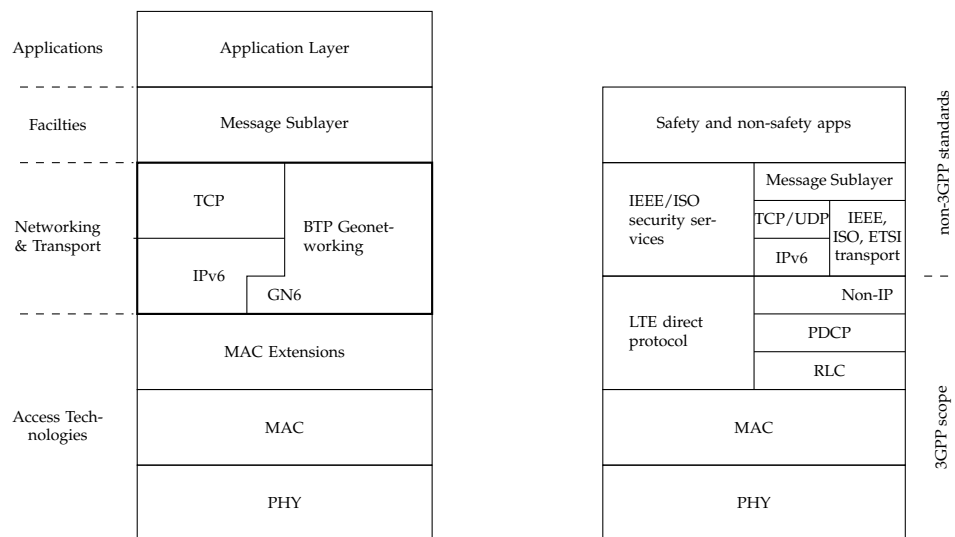 Applications
Application Layer
Facilties
Message Sublayer
Networking
& Transport
TCP
BTP Geonet-
working
IPv6
GN6
MAC Extensions
Access Tech-
nologies
MAC
PHY
Safety and non-safety apps
IEEE/ISO
security ser-
vices
Message Sublayer
TCP/UDP
IPv6
IEEE,
ISO, ETSI
transport
LTE direct
protocol
Non-IP
PDCP
RLC
MAC
PHY
non-3GPP standards
3GPP scope